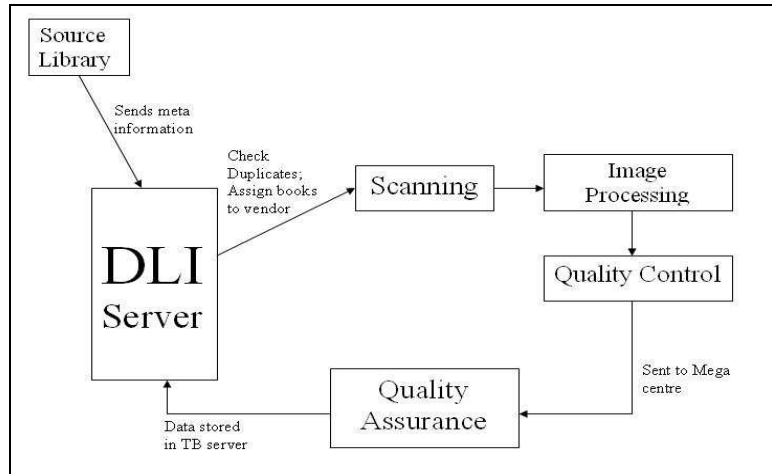 Source
Library
Sends meta
information
Check
Duplicates;
Assign books
to vendor
Scanning
Image
Processing
DLI
Server
Quality Control
Sent to Mega
centre
Quality
Assurance
Data stored
in TB server